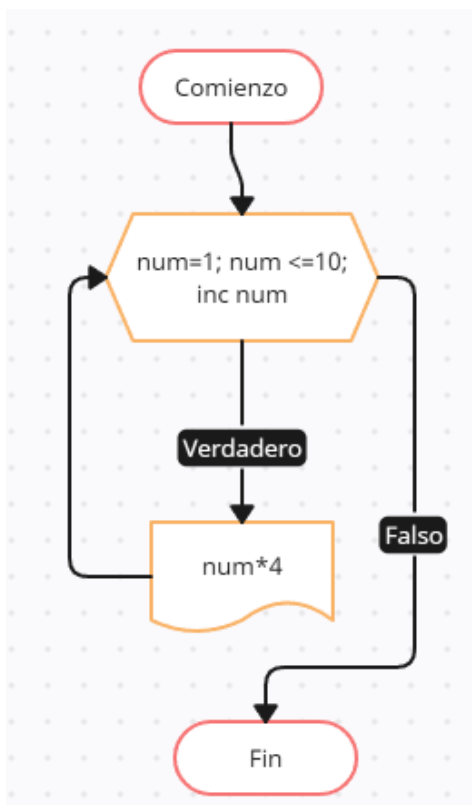 Comienzo
num=1; num <=10;
inc num
Verdadero
num*4
Falso
Fin